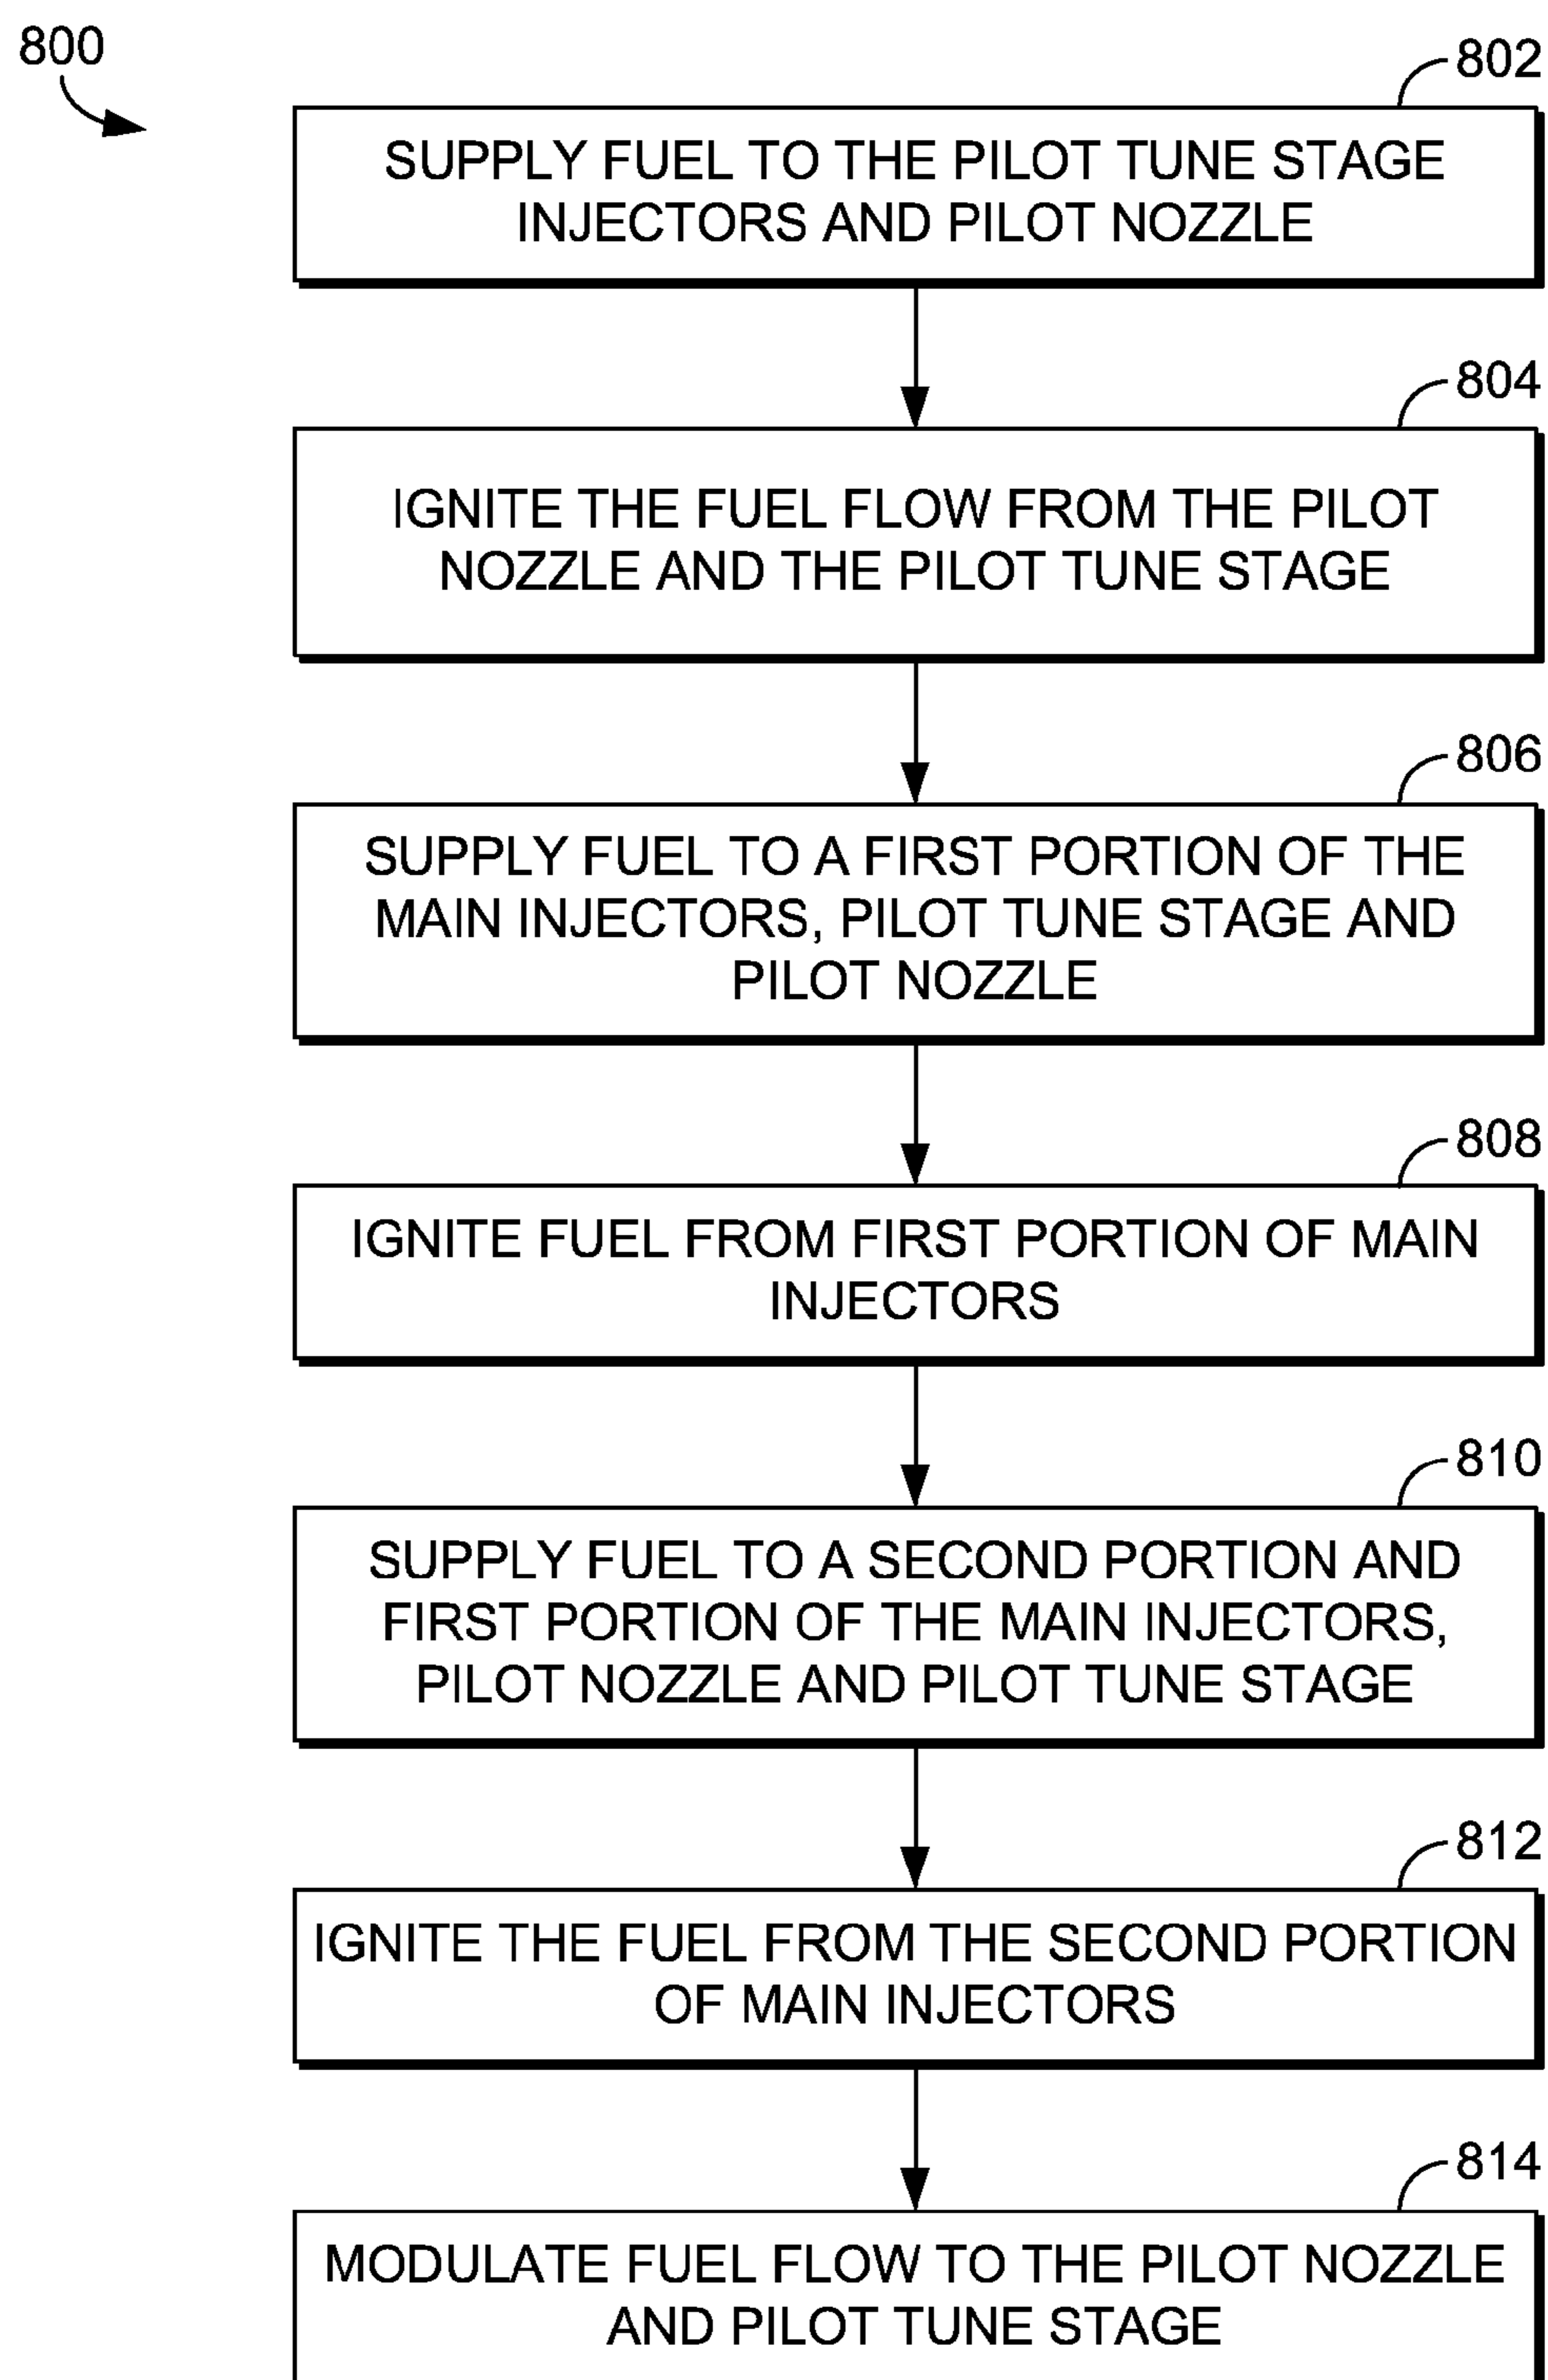 800
802
SUPPLY FUEL TO THE PILOT TUNE STAGE
INJECTORS AND PILOT NOZZLE
804
IGNITE THE FUEL FLOW FROM THE PILOT
NOZZLE AND THE PILOT TUNE STAGE
806
SUPPLY FUEL TO A FIRST PORTION OF THE
MAIN INJECTORS, PILOT TUNE STAGE AND
PILOT NOZZLE
808
IGNITE FUEL FROM FIRST PORTION OF MAIN
INJECTORS
810
SUPPLY FUEL TO A SECOND PORTION AND
FIRST PORTION OF THE MAIN INJECTORS,
PILOT NOZZLE AND PILOT TUNE STAGE
812
IGNITE THE FUEL FROM THE SECOND PORTION
OF MAIN INJECTORS
814
MODULATE FUEL FLOW TO THE PILOT NOZZLE
AND PILOT TUNE STAGE